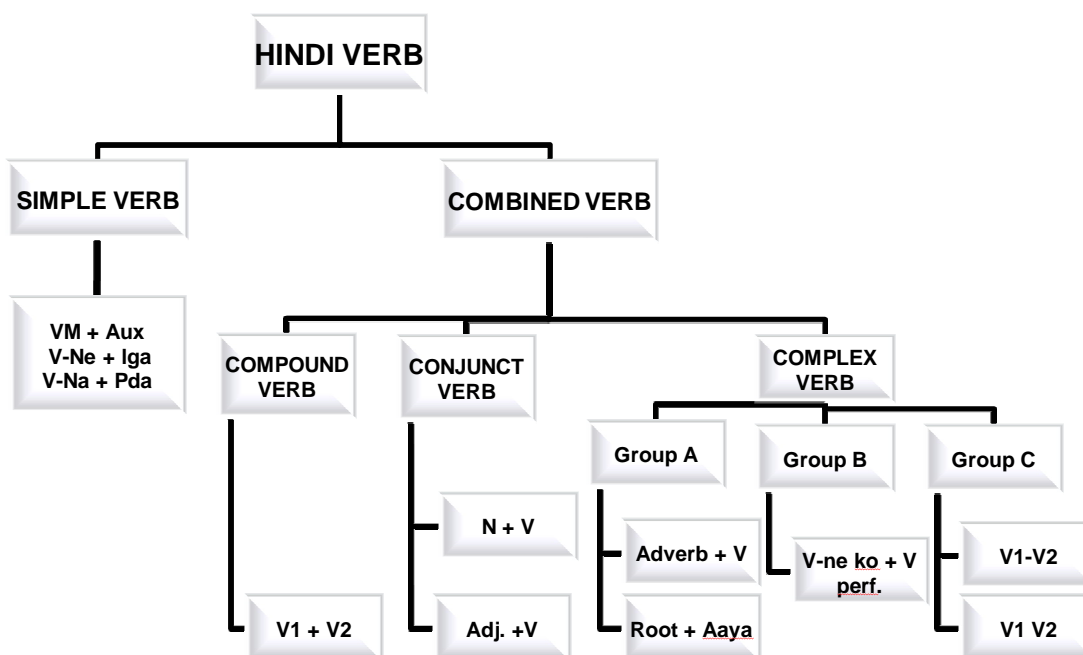 HINDI VERB
SIMPLE VERB
COMBINED VERB
VM + Aux
V-Ne + lga
V-Na + Pda
COMPOUND
VERB
CONJUNCT
VERB
COMPLEX
VERB
Group A
Group B
Group C
N + V
Adverb + V
V-ne ko + V
perf.
V1-V2
V1 + V2
Adj. +V
Root + Aaya
V1 V2